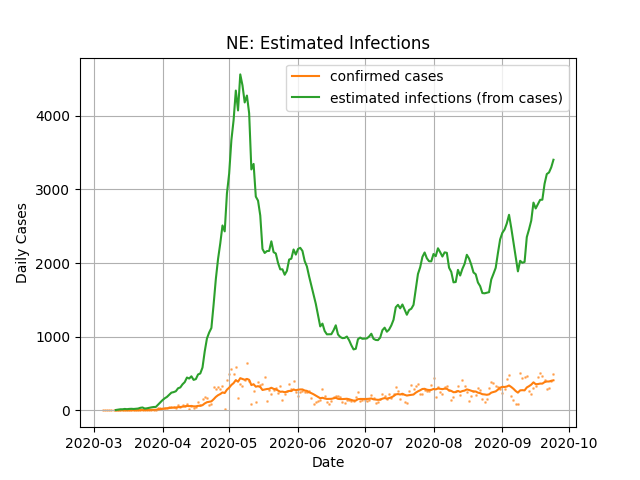 NE: Estimated Infections
confirmed cases
estimated infections (from cases)
Daily Cases
4000
3000
2000
1000
0
2020-03 2020-04 2020-05 2020-06 2020-07 2020-08 2020-09 2020-10
Date